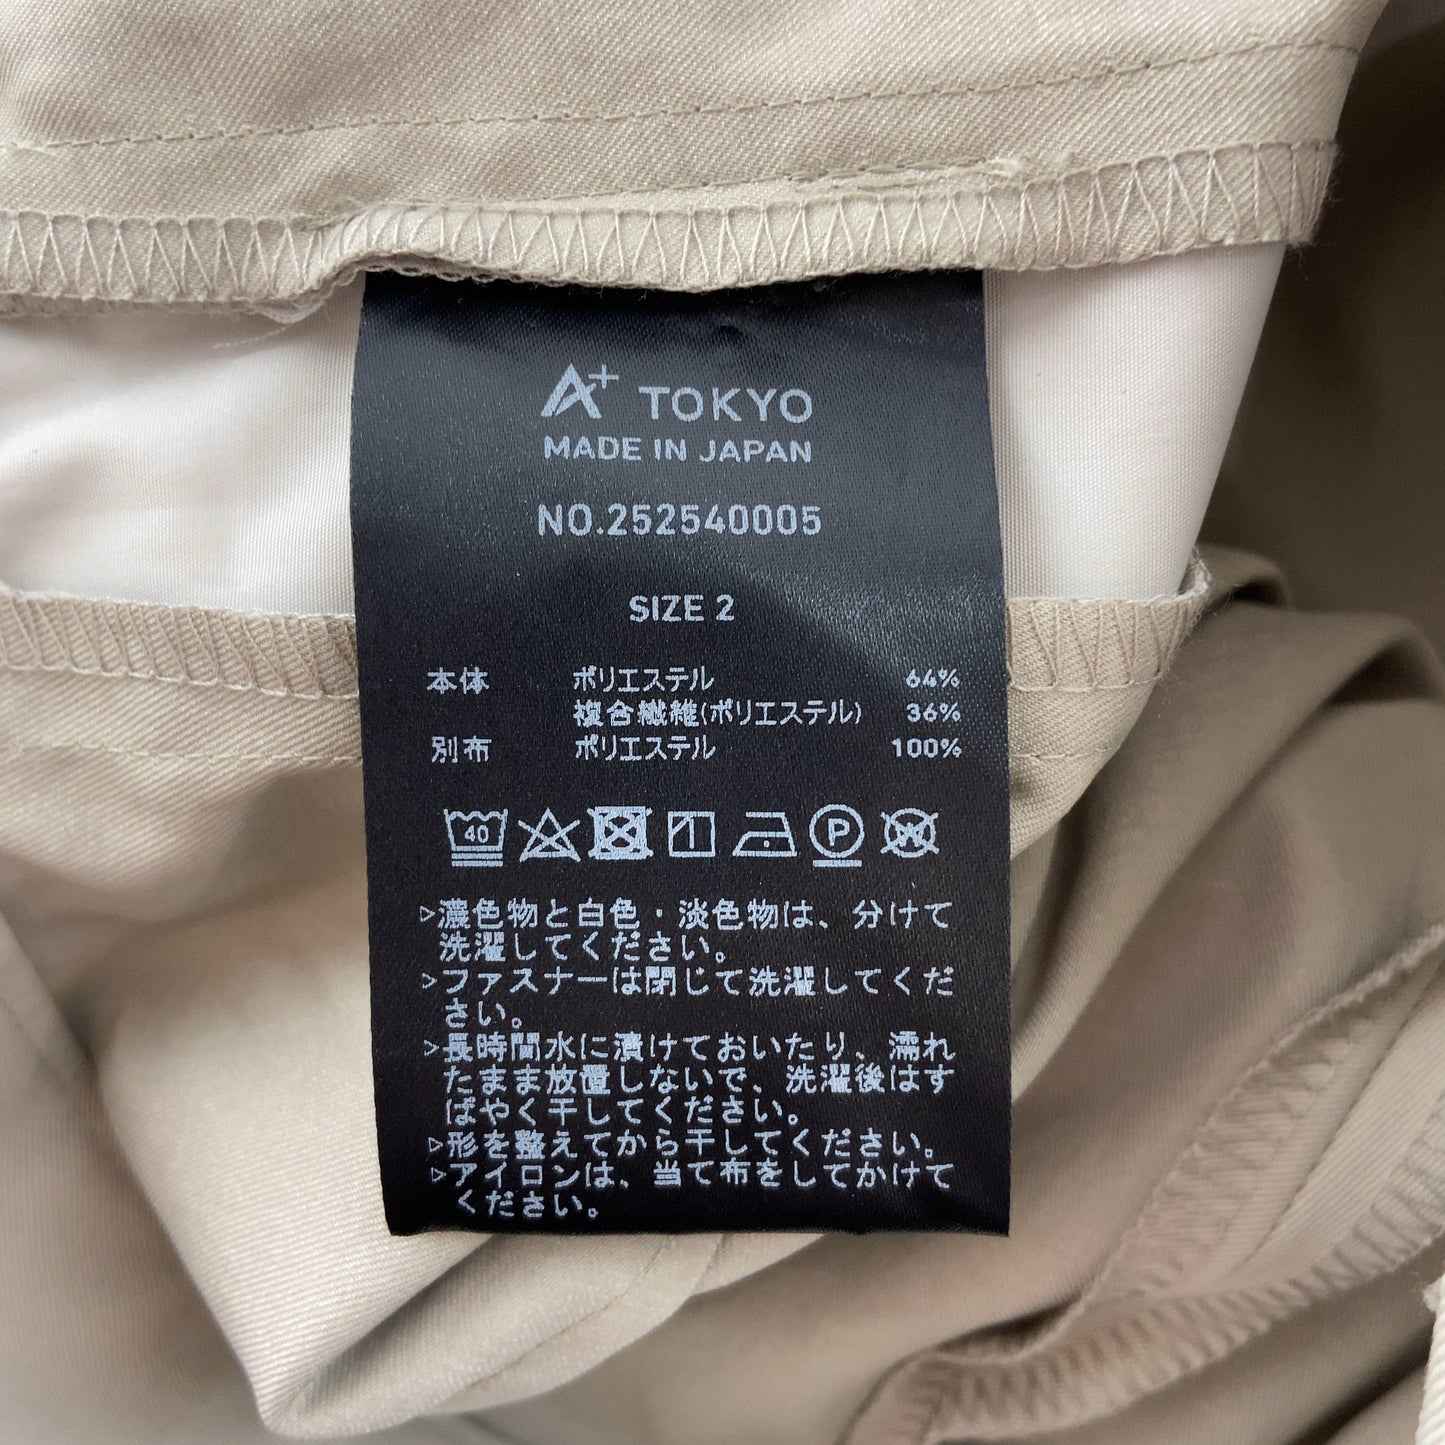 A+ TOKYO
MADE IN JAPAN
NO.252540005
SIZE 2
本体 ポリエステル 64%
複合繊維(ポリエステル) 36%
別布 ポリエステル 100%
40 P W
▷濃色物と白色・淡色物は、分けて
洗濯してください。
▷ファスナーは閉じて洗濯してくだ
さい。
▷長時間水に漬けておいたり、濡れ
たまま放置しないで、洗濯後はす
ばやく干してください。
▷形を整えてから干してください。
▷アイロンは、当て布をしてかけて
ください。